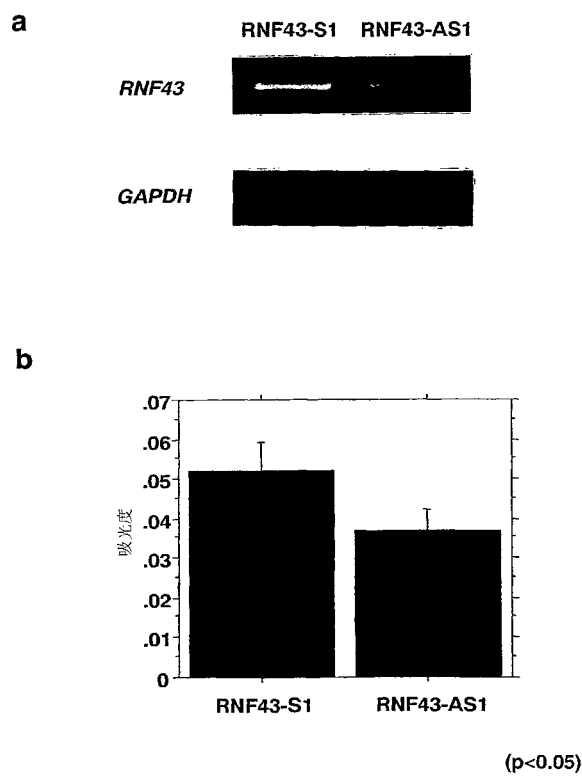 a
RNF43-S1 RNF43-AS1
RNF43
GAPDH
b
.07
.06
.05
.04
.03
.02
.01
0
吸光度
RNF43-S1 RNF43-AS1
(p<0.05)